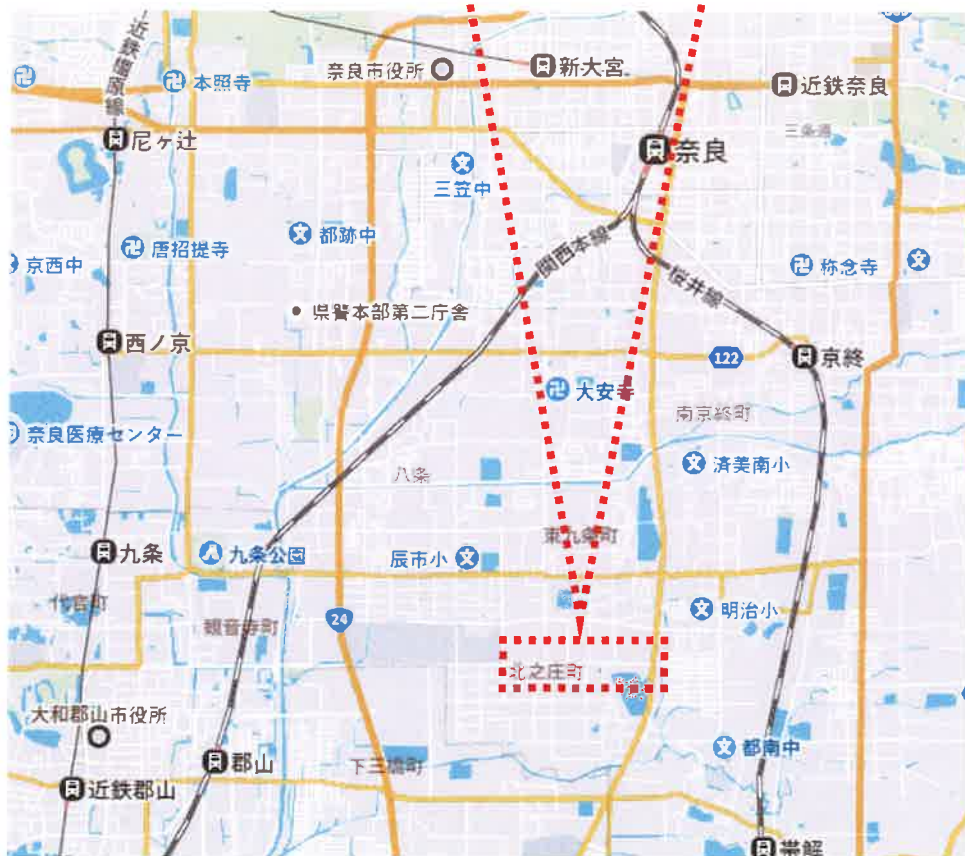 近鉄橿原線
奈良市役所
新大宮
近鉄奈良
本照寺
三条通
尼ヶ辻
奈良
三笠中
都跡中
唐招提寺
京西中
関西本線
桜井線
称念寺
県警本部第二庁舎
西ノ京
122
京終
大安寺
南京終町
奈良医療センター
済美南小
八条
東九条町
九条
九条公園
辰市小
代官町
明治小
観音寺町
24
北之庄町
大和郡山市役所
都南中
郡山
下三橋町
近鉄郡山
帯解